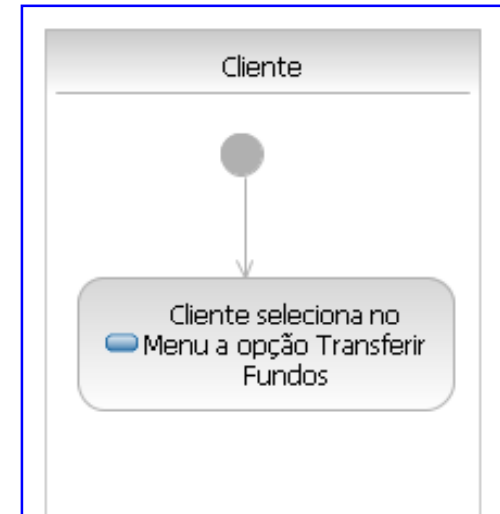 Cliente
Cliente seleciona no
Menu a opção Transferir
Fundos